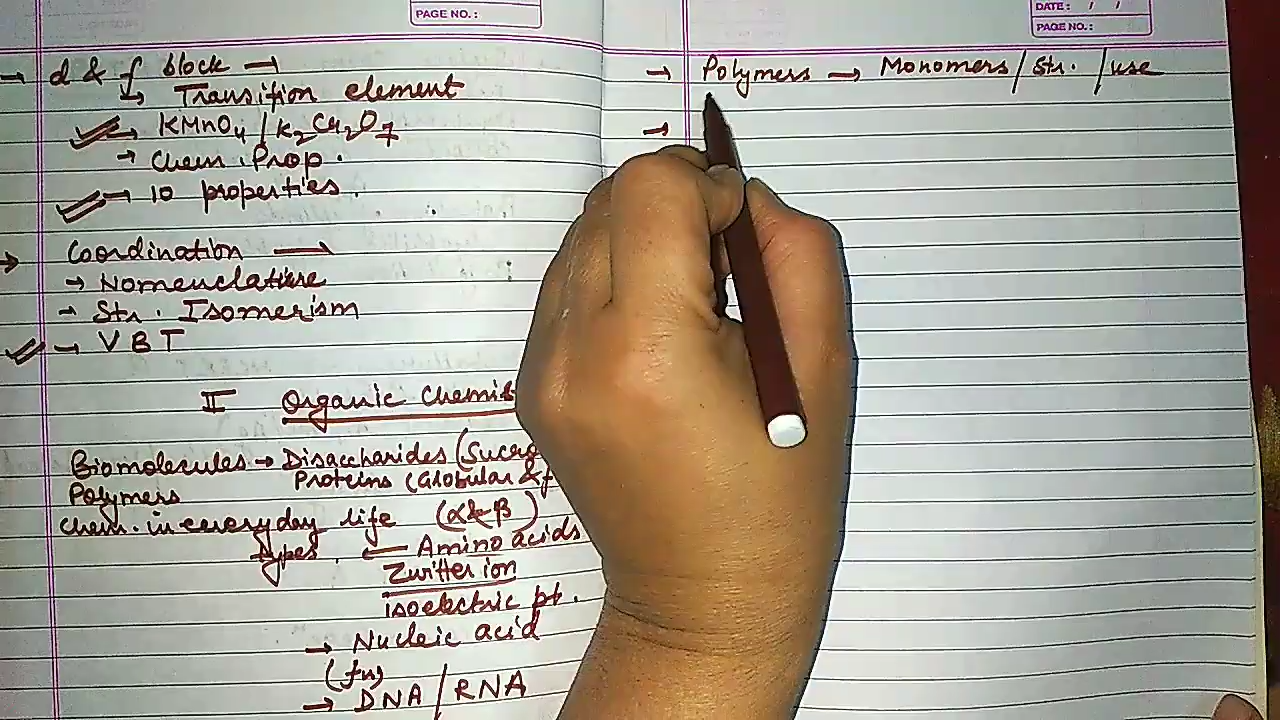 PAGE NO.:
→ d & f block →
↳ Transition element
→ KMnO4 / K2Cr2O7
→ Chem. Prop.
→ 10 properties.
→ Coordination →
→ Nomenclature
→ Str. Isomerism
→ VBT
II Organic
Biomolecules → Disaccharides
Polymers Proteins (Globular &
Chem. in everyday life (α & β)
types. ← Amino acids
Zwitter ion
isoelectric pt.
→ Nucleic acid
(fn)
→ DNA / RNA
DATE: / /
PAGE NO.:
→ Polymers → Monomers / Str. / use
→